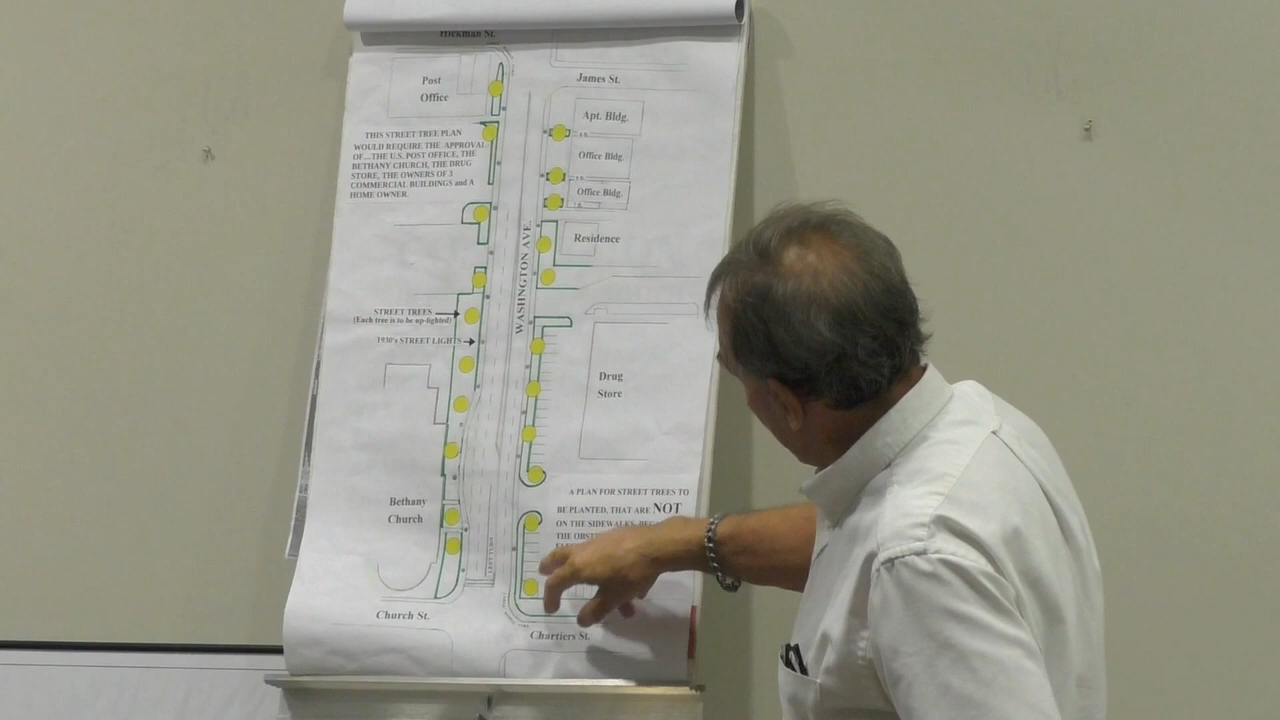 Hickman St.
James St.
Post
Office
Apt. Bldg.
THIS STREET TREE PLAN
WOULD REQUIRE THE APPROVAL
OF....THE U.S. POST OFFICE, THE
BETHANY CHURCH, THE DRUG
STORE, THE OWNERS OF 3
COMMERCIAL BUILDINGS and A
HOME OWNER.
Office Bldg.
Office Bldg.
Residence
WASHNGTON AVE.
STREET TREES
(Each tree is to be up-lighted)
1930's STREET LIGHTS
Drug
Store
Bethany
Church
A PLAN FOR STREET TREES TO
BE PLANTED, THAT ARE NOT
ON THE SIDEWALKS,
THE
LEFT TURN
Church St.
Chartiers St.